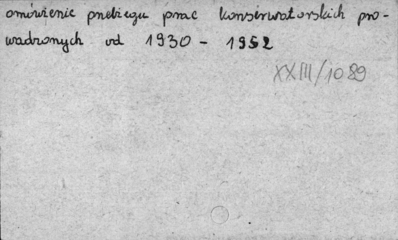 omówienie przebiegu prac konserwatorskich pro-
wadzonych od 1930 - 1952
XXIII/1089